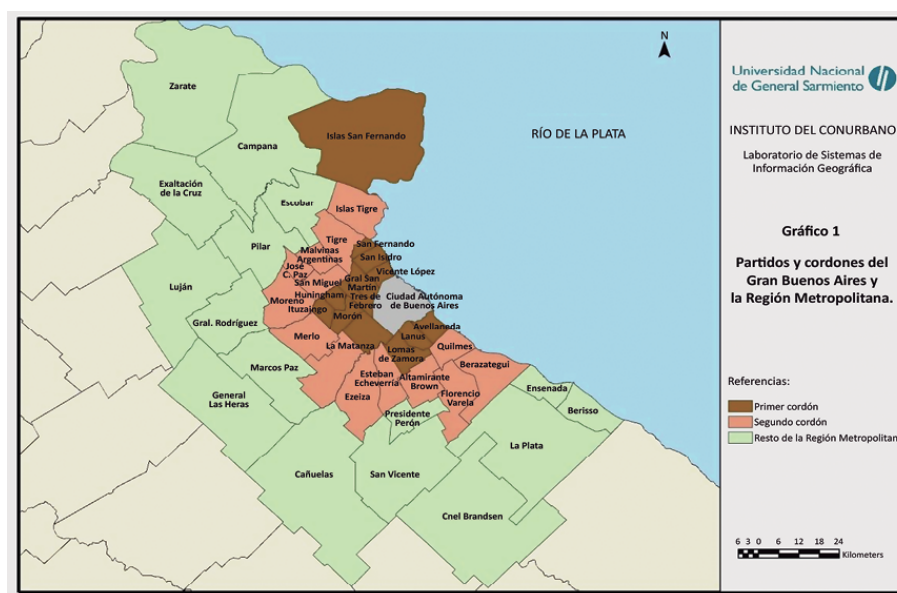 N
Zarate
Campana
Islas San Fernando
RÍO DE LA PLATA
Exaltación
de la Cruz
Escobar
Islas Tigre
Pilar
Tigre
San Fernando
Malvinas
Argentinas
San Isidro
José
C. Paz
Vicente López
Luján
San Miguel
Gral San
Martín
Moreno
Huningham
Tres de
Febrero
Ciudad Autónoma
de Buenos Aires
Ituzaingo
Morón
Gral. Rodríguez
Avellaneda
Merlo
Lanus
La Matanza
Quilmes
Lomas
de Zamora
Marcos Paz
Esteban
Echeverría
Berazategui
Altamirante
Brown
General
Las Heras
Ezeiza
Florencio
Varela
Ensenada
Presidente
Perón
Berisso
La Plata
Cañuelas
San Vicente
Cnel Brandsen
Universidad Nacional
de General Sarmiento
INSTITUTO DEL CONURBANO
Laboratorio de Sistemas de
Información Geográfica
Gráfico 1
Partidos y cordones del
Gran Buenos Aires y
la Región Metropolitana.
Referencias:
Primer cordón
Segundo cordón
Resto de la Región Metropolitan
6 3 0 6 12 18 24
Kilometers